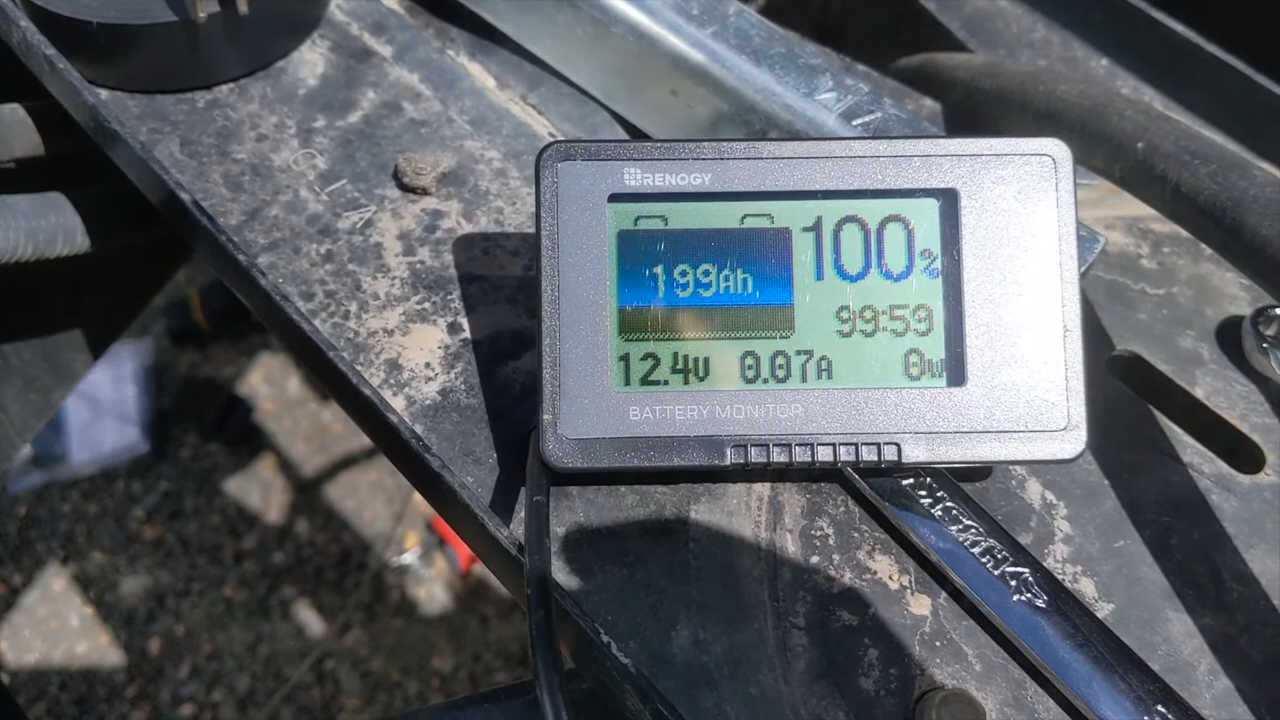 RENOGY
199Ah
100%
99:59
12.4V 0.07A 0W
BATTERY MONITOR